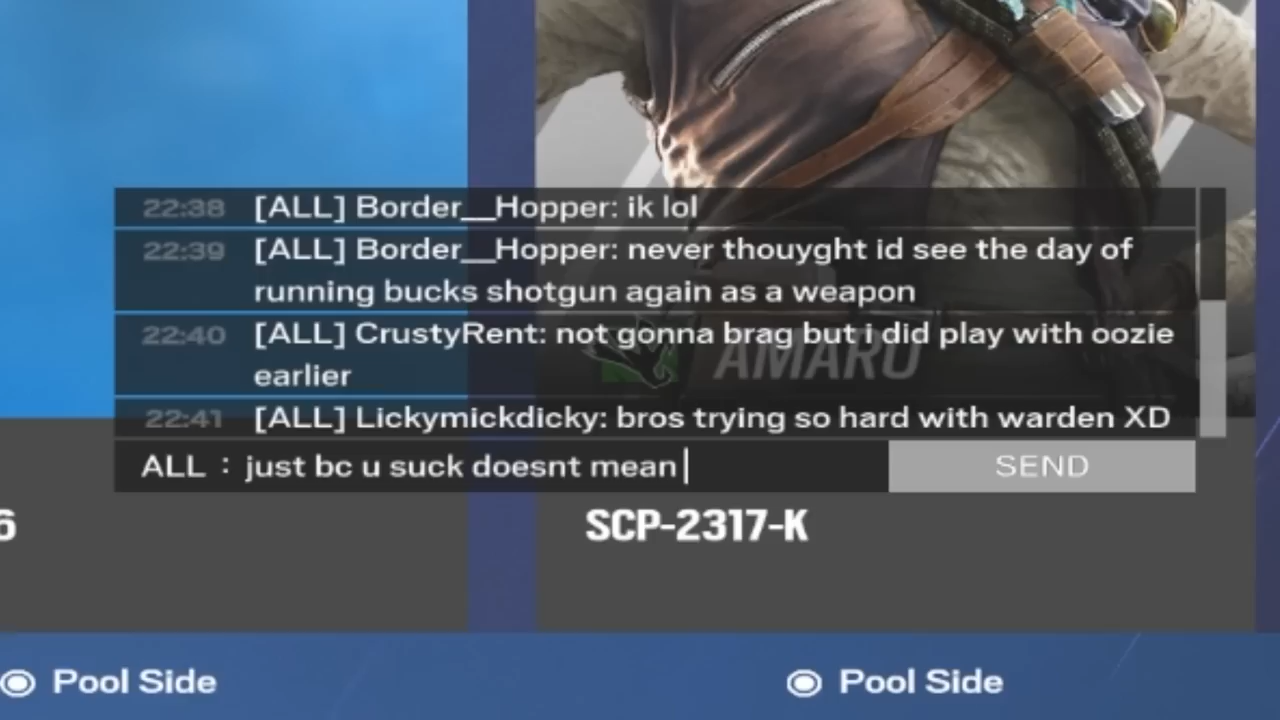 22:38 [ALL] Border__Hopper: ik lol
22:39 [ALL] Border__Hopper: never thouyght id see the day of
running bucks shotgun again as a weapon
22:40 [ALL] CrustyRent: not gonna brag but i did play with oozie
earlier
AMARU
22:41 [ALL] Lickymickdicky: bros trying so hard with warden XD
ALL : just bc u suck doesnt mean
SEND
6
SCP-2317-K
Pool Side
Pool Side